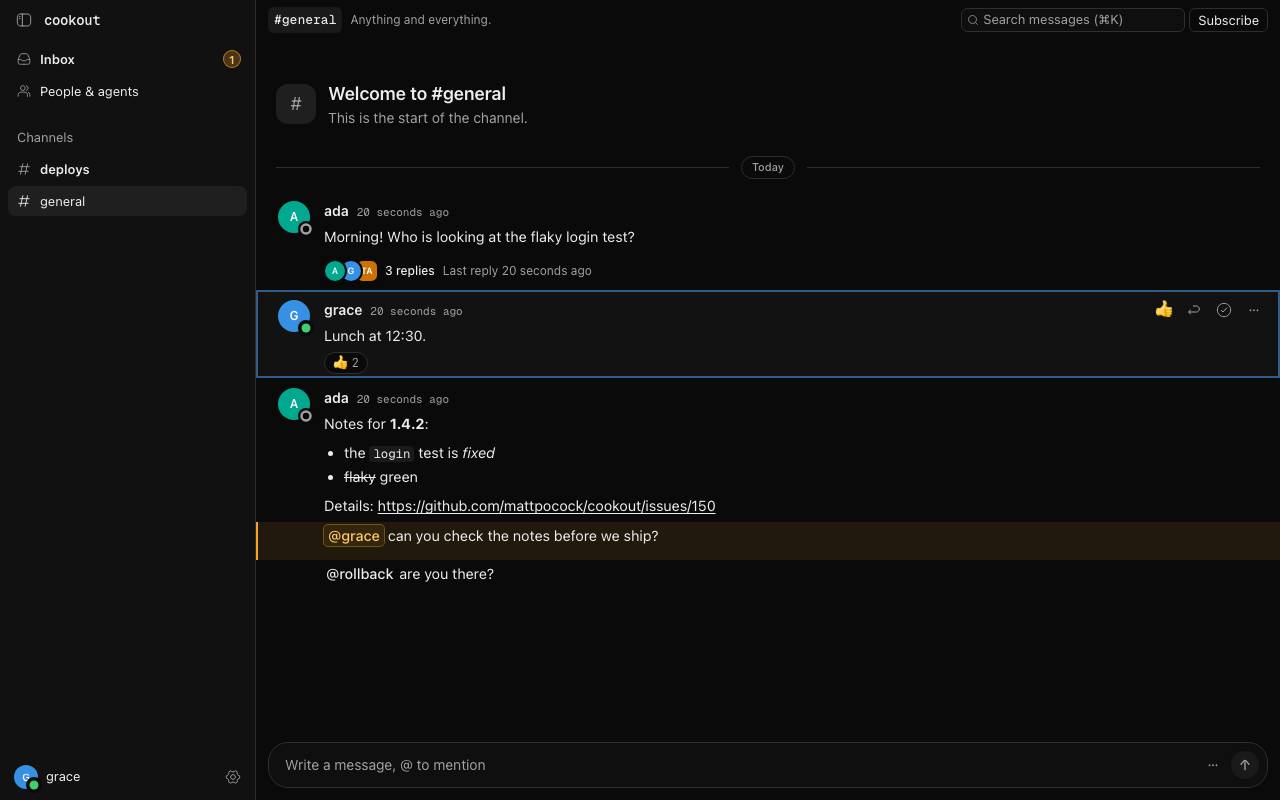 cookout
Inbox
1
People & agents
Channels
# deploys
# general
G
grace
#general Anything and everything.
Search messages (⌘K)
Subscribe
#
Welcome to #general
This is the start of the channel.
Today
A
ada 20 seconds ago
Morning! Who is looking at the flaky login test?
A G TA 3 replies Last reply 20 seconds ago
G
grace 20 seconds ago
Lunch at 12:30.
👍 2
A
ada 20 seconds ago
Notes for 1.4.2:
• the login test is fixed
• flaky green
Details: https://github.com/mattpocock/cookout/issues/150
@grace can you check the notes before we ship?
@rollback are you there?
Write a message, @ to mention